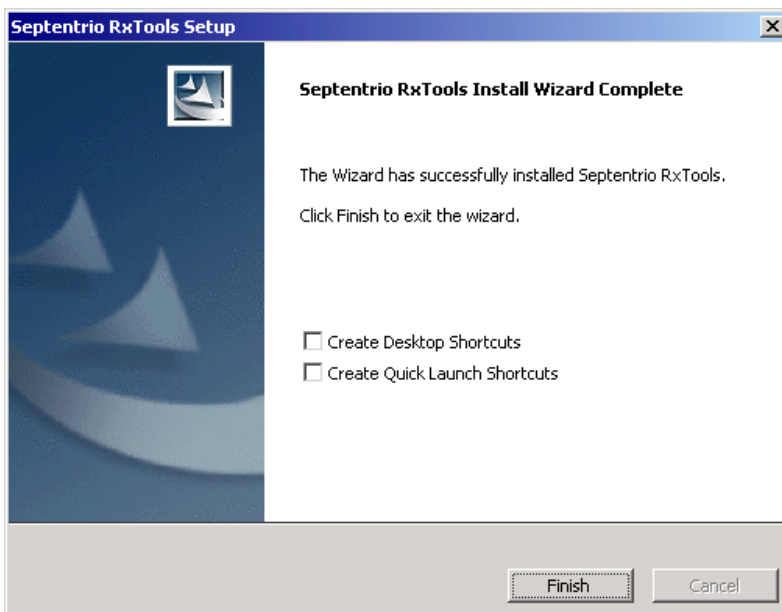 Septentrio RxTools Setup
Septentrio RxTools Install Wizard Complete
The Wizard has successfully installed Septentrio RxTools.
Click Finish to exit the wizard.
Create Desktop Shortcuts
Create Quick Launch Shortcuts
Finish
Cancel